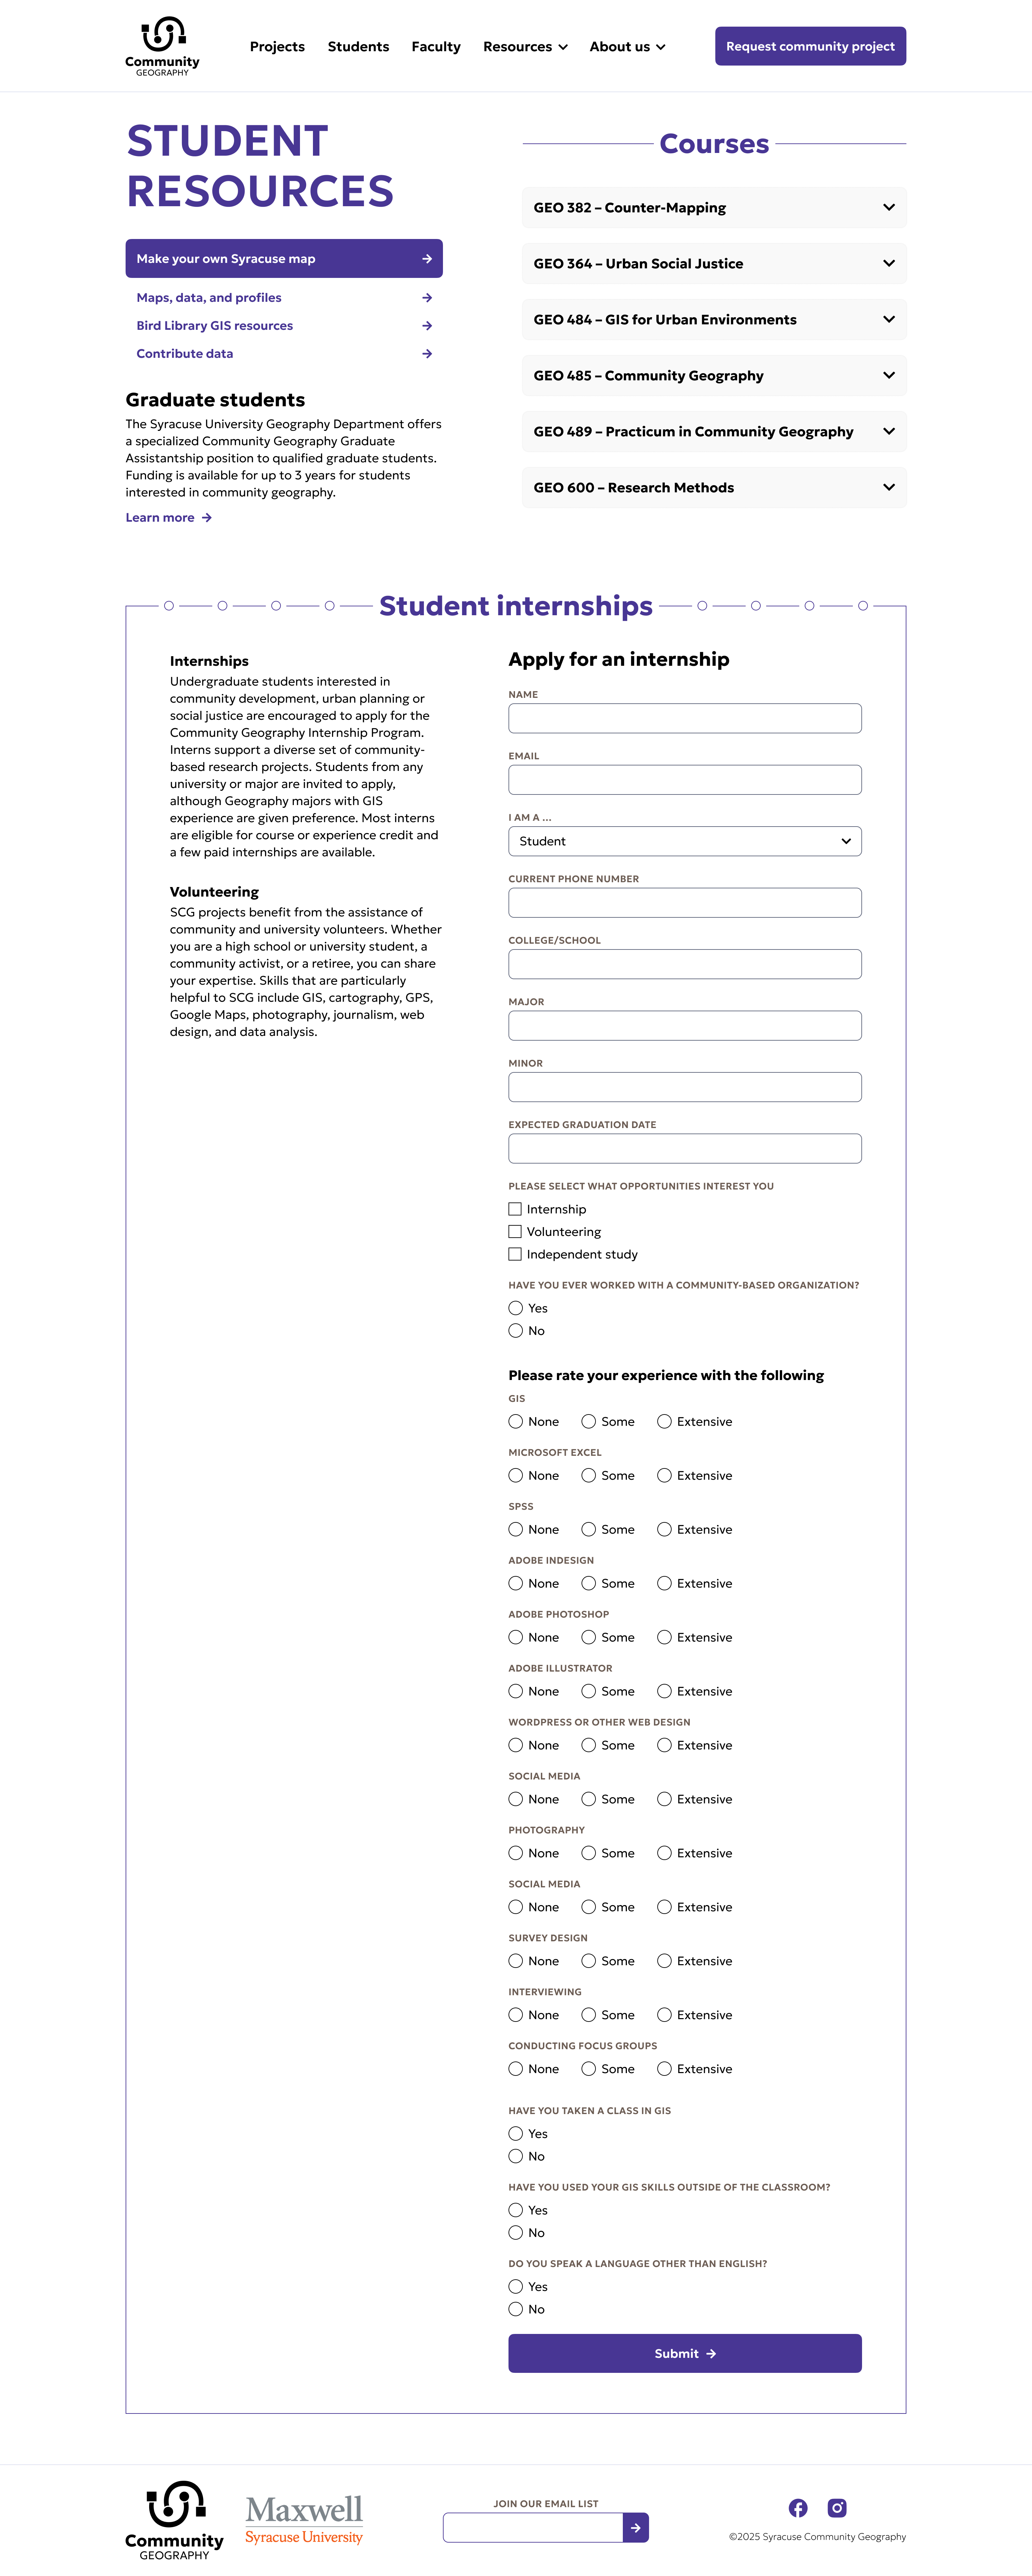 Community
GEOGRAPHY
Projects
Students
Faculty
Resources
About us
Request community project
STUDENT
RESOURCES
Make your own Syracuse map
Maps, data, and profiles
Bird Library GIS resources
Contribute data
Graduate students
The Syracuse University Geography Department offers
a specialized Community Geography Graduate
Assistantship position to qualified graduate students.
Funding is available for up to 3 years for students
interested in community geography.
Learn more
Courses
GEO 382 – Counter-Mapping
GEO 364 – Urban Social Justice
GEO 484 – GIS for Urban Environments
GEO 485 – Community Geography
GEO 489 – Practicum in Community Geography
GEO 600 – Research Methods
Student internships
Internships
Undergraduate students interested in
community development, urban planning or
social justice are encouraged to apply for the
Community Geography Internship Program.
Interns support a diverse set of community-
based research projects. Students from any
university or major are invited to apply,
although Geography majors with GIS
experience are given preference. Most interns
are eligible for course or experience credit and
a few paid internships are available.
Volunteering
SCG projects benefit from the assistance of
community and university volunteers. Whether
you are a high school or university student, a
community activist, or a retiree, you can share
your expertise. Skills that are particularly
helpful to SCG include GIS, cartography, GPS,
Google Maps, photography, journalism, web
design, and data analysis.
Apply for an internship
NAME
EMAIL
I AM A ...
Student
CURRENT PHONE NUMBER
COLLEGE/SCHOOL
MAJOR
MINOR
EXPECTED GRADUATION DATE
PLEASE SELECT WHAT OPPORTUNITIES INTEREST YOU
Internship
Volunteering
Independent study
HAVE YOU EVER WORKED WITH A COMMUNITY-BASED ORGANIZATION?
Yes
No
Please rate your experience with the following
GIS
None Some Extensive
MICROSOFT EXCEL
None Some Extensive
SPSS
None Some Extensive
ADOBE INDESIGN
None Some Extensive
ADOBE PHOTOSHOP
None Some Extensive
ADOBE ILLUSTRATOR
None Some Extensive
WORDPRESS OR OTHER WEB DESIGN
None Some Extensive
SOCIAL MEDIA
None Some Extensive
PHOTOGRAPHY
None Some Extensive
SOCIAL MEDIA
None Some Extensive
SURVEY DESIGN
None Some Extensive
INTERVIEWING
None Some Extensive
CONDUCTING FOCUS GROUPS
None Some Extensive
HAVE YOU TAKEN A CLASS IN GIS
Yes
No
HAVE YOU USED YOUR GIS SKILLS OUTSIDE OF THE CLASSROOM?
Yes
No
DO YOU SPEAK A LANGUAGE OTHER THAN ENGLISH?
Yes
No
Submit
Community
GEOGRAPHY
Maxwell
Syracuse University
JOIN OUR EMAIL LIST
©2025 Syracuse Community Geography